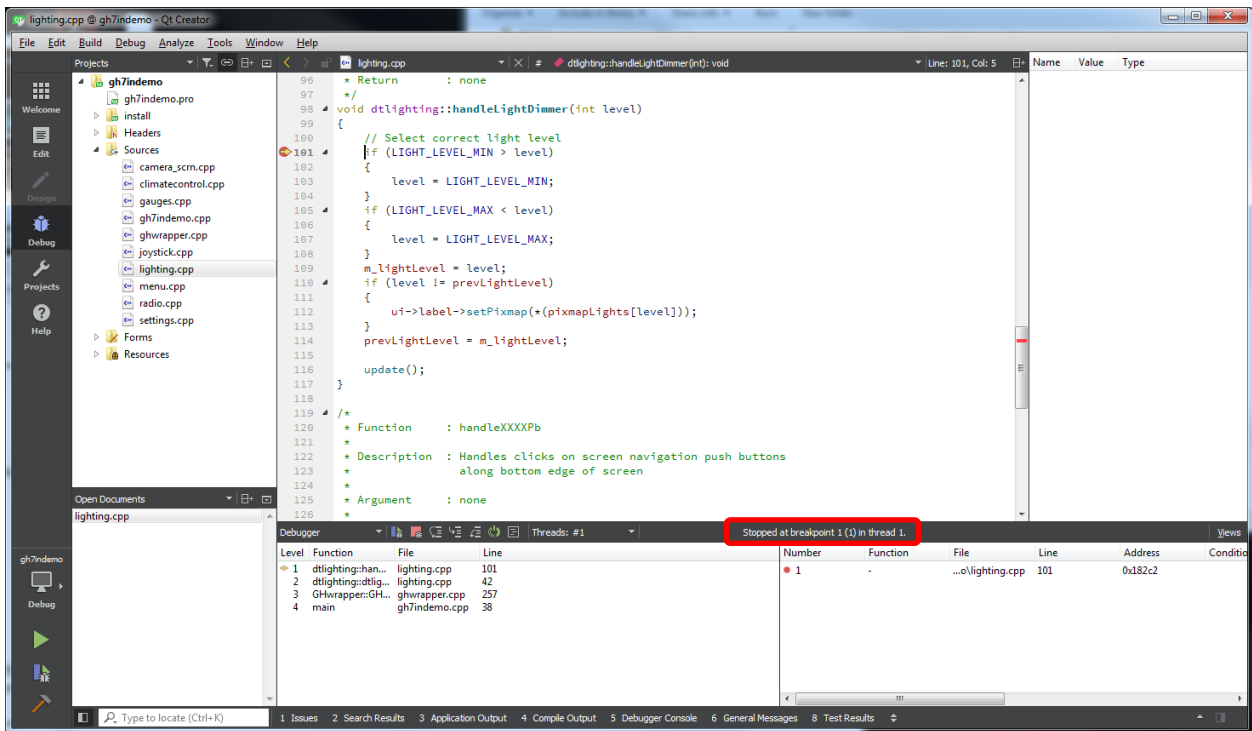 lighting.cpp @ gh7indemo - Qt Creator
File Edit Build Debug Analyze Tools Window Help
Projects
lighting.cpp # dtlighting::handleLightDimmer(int): void Line: 101, Col: 5
Name Value Type
Welcome
Edit
Design
Debug
Projects
Help
gh7indemo
gh7indemo.pro
install
Headers
Sources
camera_scrn.cpp
climatecontrol.cpp
gauges.cpp
gh7indemo.cpp
ghwrapper.cpp
joystick.cpp
lighting.cpp
menu.cpp
radio.cpp
settings.cpp
Forms
Resources
96 * Return : none
97 */
98 void dtlighting::handleLightDimmer(int level)
99 {
100 // Select correct light level
101 if (LIGHT_LEVEL_MIN > level)
102 {
103 level = LIGHT_LEVEL_MIN;
104 }
105 if (LIGHT_LEVEL_MAX < level)
106 {
107 level = LIGHT_LEVEL_MAX;
108 }
109 m_lightLevel = level;
110 if (level != prevLightLevel)
111 {
112 ui->label->setPixmap(*(pixmapLights[level]));
113 }
114 prevLightLevel = m_lightLevel;
115
116 update();
117 }
118
119 /*
120 * Function : handleXXXXPb
121 *
122 * Description : Handles clicks on screen navigation push buttons
123 * along bottom edge of screen
124 *
125 * Argument : none
126 *
Open Documents
lighting.cpp
Debugger Threads: #1 Stopped at breakpoint 1 (1) in thread 1. Views
Level Function File Line
1 dtlighting::han... lighting.cpp 101
2 dtlighting::dtlig... lighting.cpp 42
3 GHwrapper::GH... ghwrapper.cpp 257
4 main gh7indemo.cpp 38
Number Function File Line Address Conditio
1 - ...o\lighting.cpp 101 0x182c2
gh7indemo
Debug
Type to locate (Ctrl+K)
1 Issues 2 Search Results 3 Application Output 4 Compile Output 5 Debugger Console 6 General Messages 8 Test Results